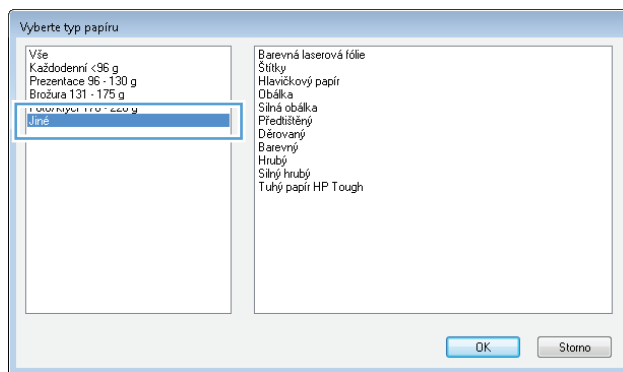 Vyberte typ papíru
Vše
Každodenní <96 g
Prezentace 96 - 130 g
Brožura 131 - 175 g
Jiné
Barevná laserová fólie
Štítky
Hlavičkový papír
Obálka
Silná obálka
Předtištěný
Děrovaný
Barevný
Hrubý
Silný hrubý
Tuhý papír HP Tough
OK
Storno